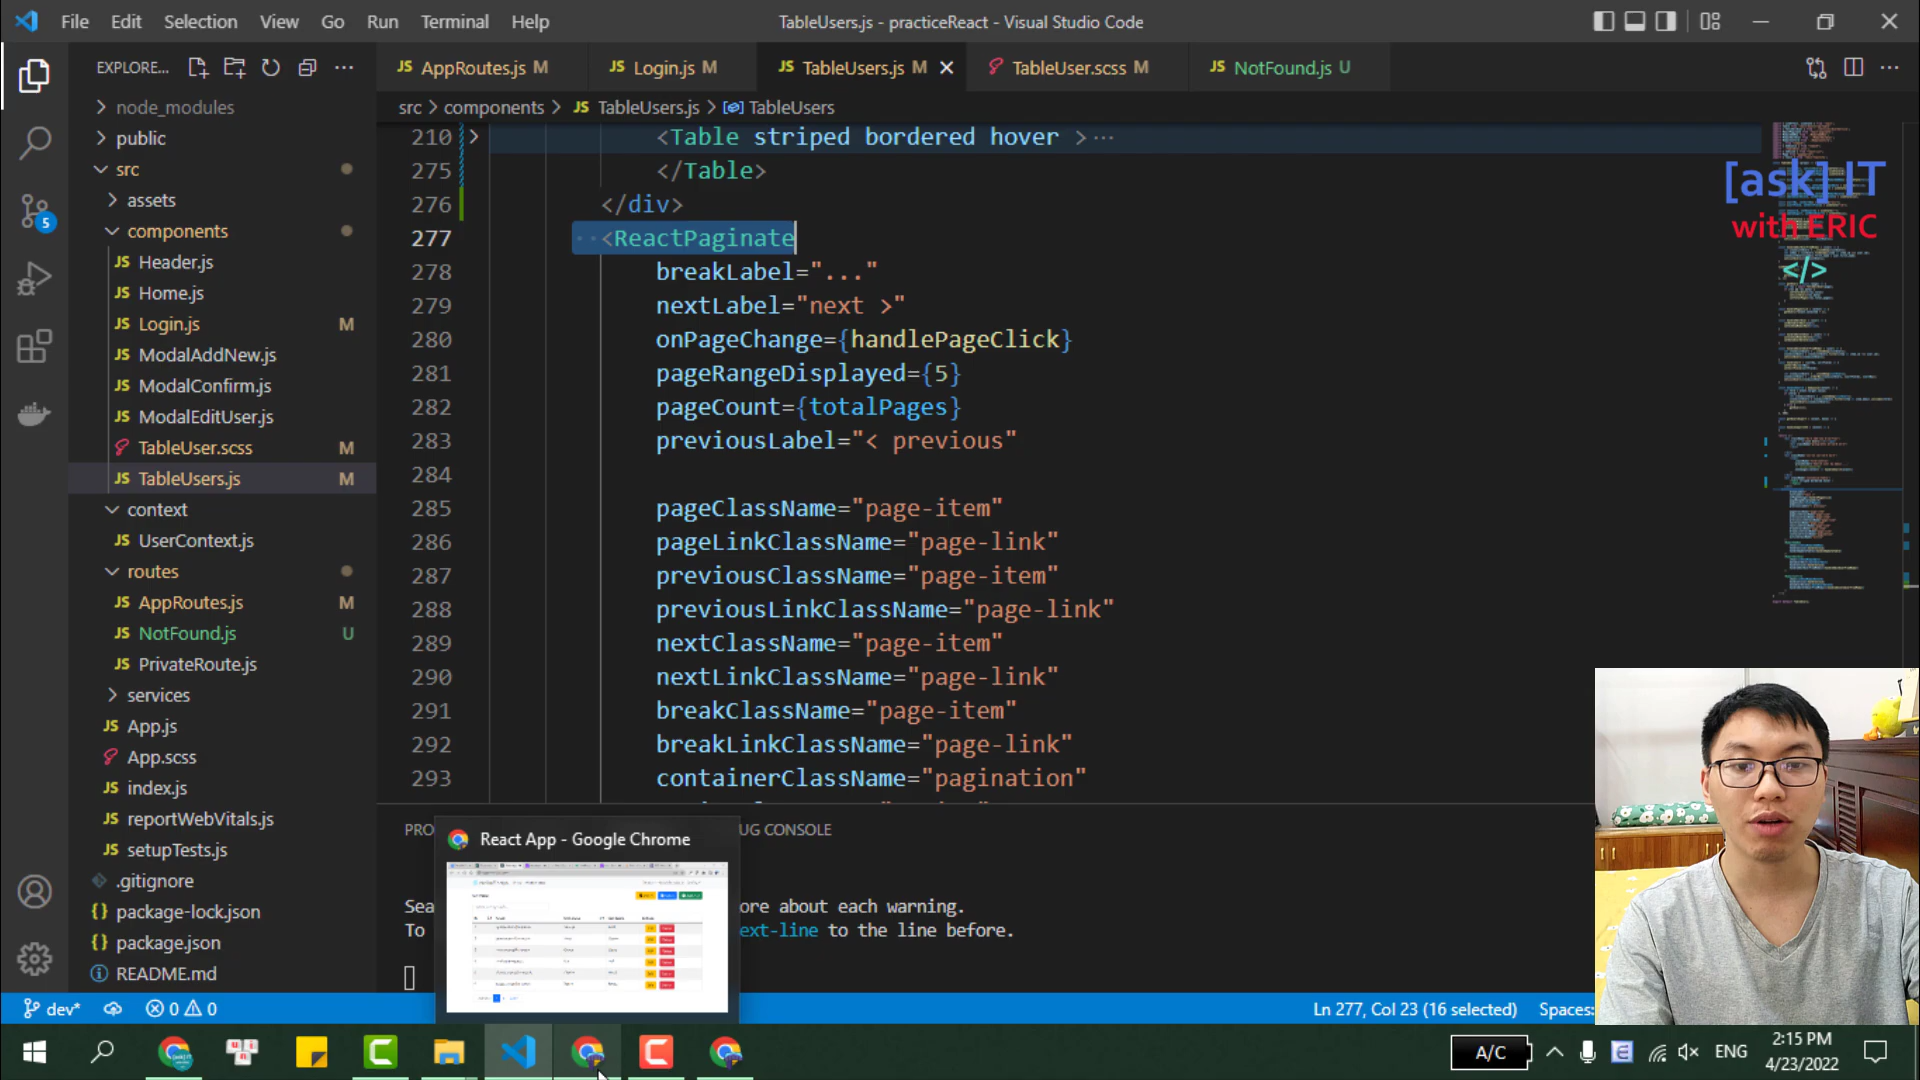 File Edit Selection View Go Run Terminal Help
TableUsers.js - practiceReact - Visual Studio Code
EXPLORE...
JS AppRoutes.js M
JS Login.js M
JS TableUsers.js M
TableUser.scss M
JS NotFound.js U
src > components > JS TableUsers.js > TableUsers
node_modules
public
src
assets
components
JS Header.js
JS Home.js
JS Login.js M
JS ModalAddNew.js
JS ModalConfirm.js
JS ModalEditUser.js
TableUser.scss M
JS TableUsers.js M
context
JS UserContext.js
routes
JS AppRoutes.js M
JS NotFound.js U
JS PrivateRoute.js
services
JS App.js
App.scss
JS index.js
JS reportWebVitals.js
JS setupTests.js
.gitignore
{} package-lock.json
{} package.json
README.md
5
210 <Table striped bordered hover >...
275 </Table>
276 </div>
277 <ReactPaginate
278 breakLabel="..."
279 nextLabel="next >"
280 onPageChange={handlePageClick}
281 pageRangeDisplayed={5}
282 pageCount={totalPages}
283 previousLabel="< previous"
284
285 pageClassName="page-item"
286 pageLinkClassName="page-link"
287 previousClassName="page-item"
288 previousLinkClassName="page-link"
289 nextClassName="page-item"
290 nextLinkClassName="page-link"
291 breakClassName="page-item"
292 breakLinkClassName="page-link"
293 containerClassName="pagination"
[ask] IT
with ERIC
</>
PRO
UG CONSOLE
React App - Google Chrome
Sea
ore about each warning.
To
ext-line to the line before.
dev* 0 0
Ln 277, Col 23 (16 selected) Spaces:
A/C
ENG
2:15 PM
4/23/2022